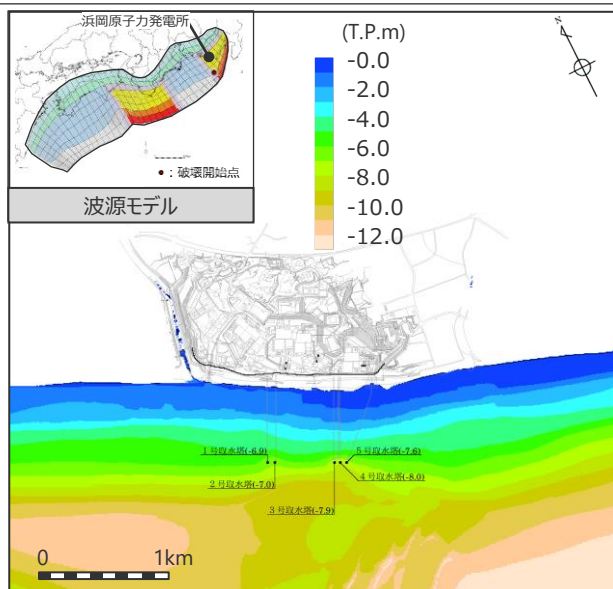 浜岡原子力発電所
●：破壊開始点
波源モデル
(T.P.m)
-0.0
-2.0
-4.0
-6.0
-8.0
-10.0
-12.0
N
1号取水塔(-6.9)
5号取水塔(-7.6)
2号取水塔(-7.0)
4号取水塔(-8.0)
3号取水塔(-7.9)
0 1km